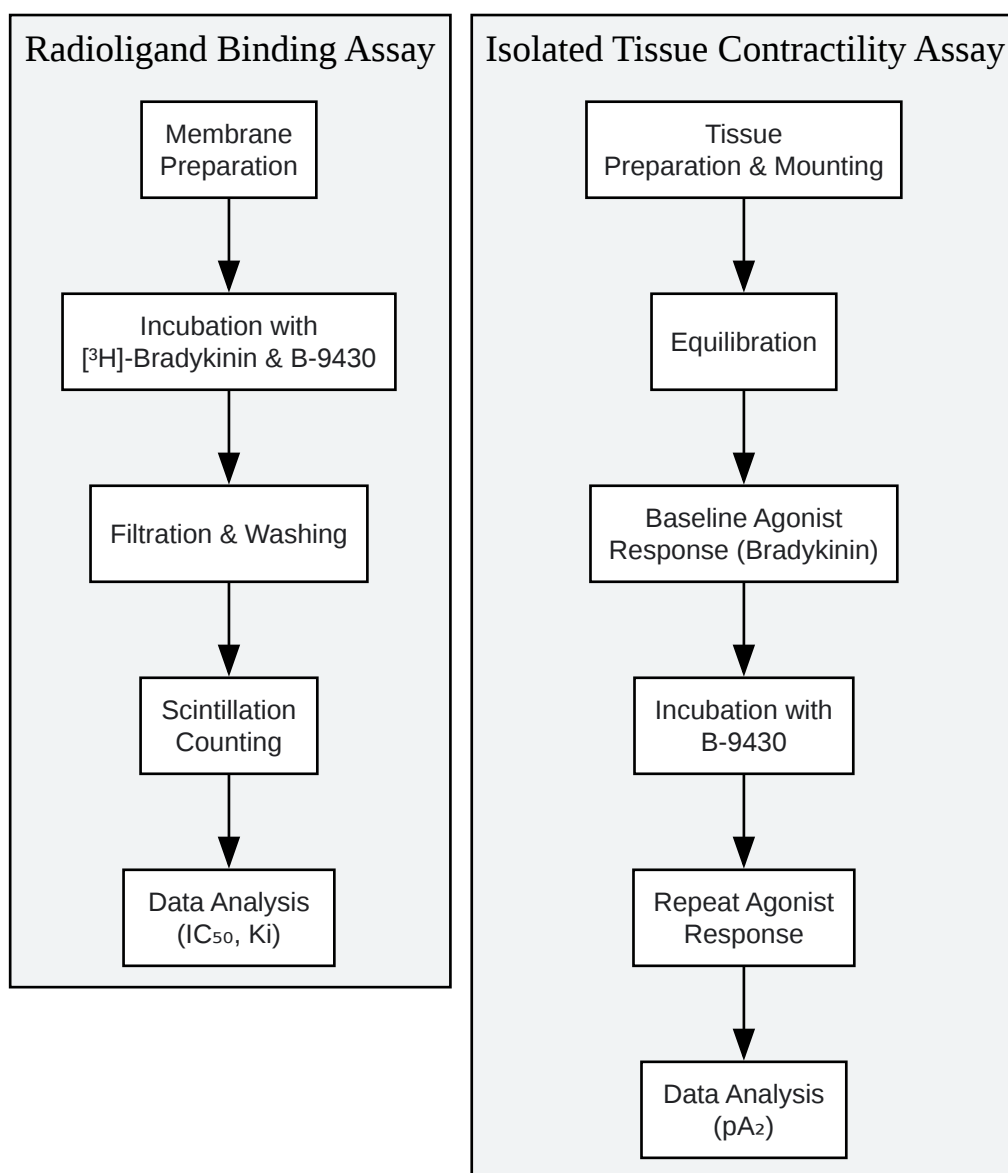 Radioligand Binding Assay
Membrane
Preparation
Incubation with
[³H]-Bradykinin & B-9430
Filtration & Washing
Scintillation
Counting
Data Analysis
(IC₅₀, Ki)
Isolated Tissue Contractility Assay
Tissue
Preparation & Mounting
Equilibration
Baseline Agonist
Response (Bradykinin)
Incubation with
B-9430
Repeat Agonist
Response
Data Analysis
(pA₂)